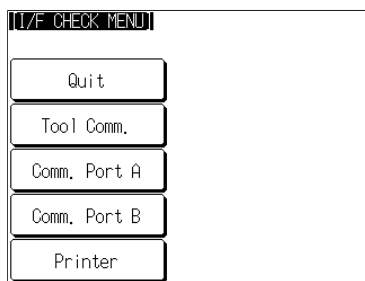 [I/F CHECK MENU]
Quit
Tool Comm.
Comm. Port A
Comm. Port B
Printer